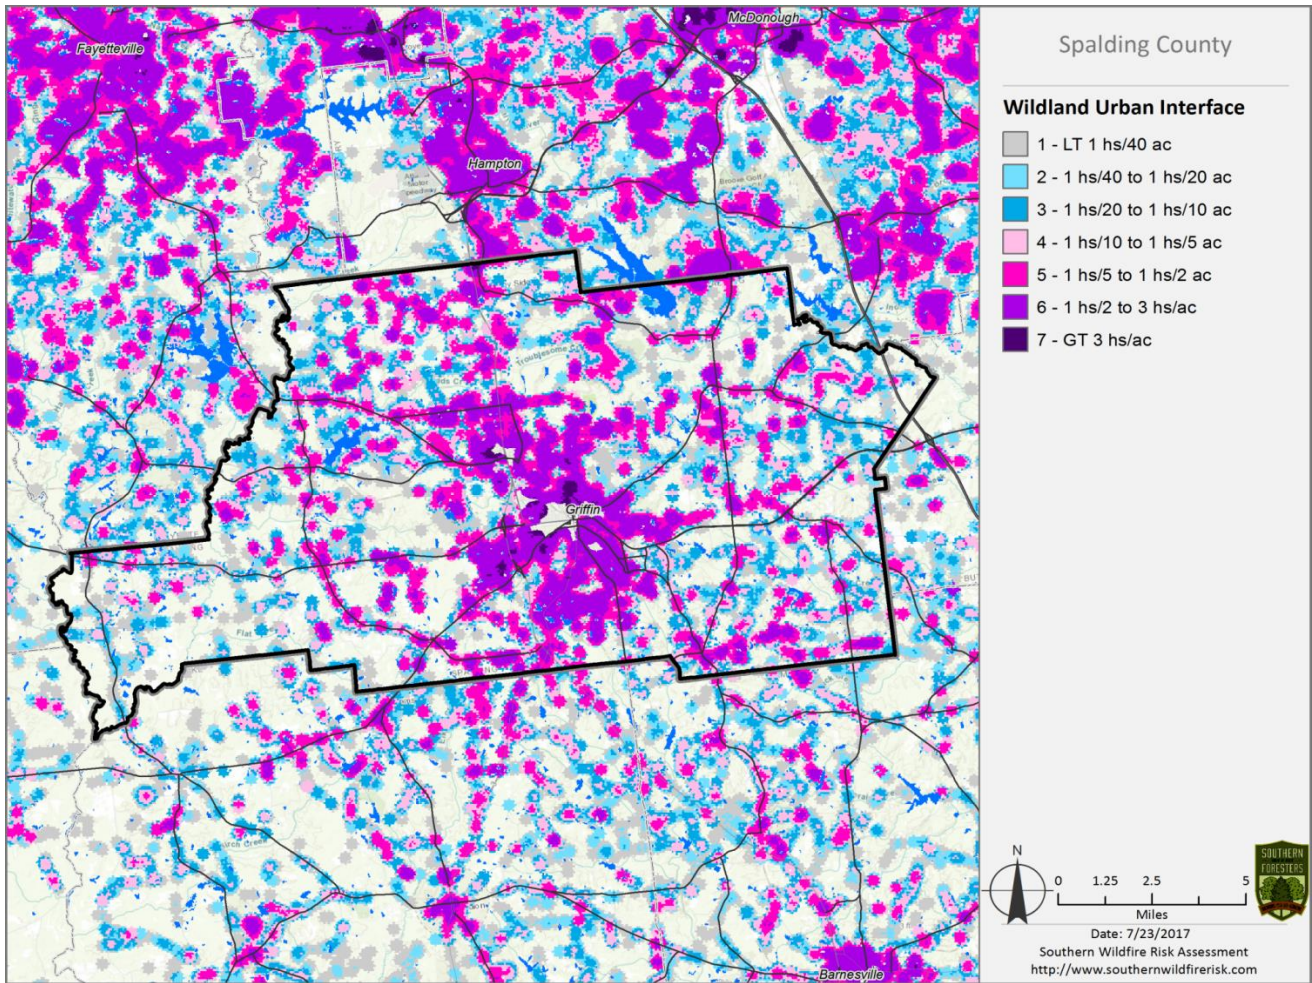 McDonough
Fayetteville
Hampton
Troublesome Cr
Griffin
Flat
Barnesville
Spalding County
Wildland Urban Interface
1 - LT 1 hs/40 ac
2 - 1 hs/40 to 1 hs/20 ac
3 - 1 hs/20 to 1 hs/10 ac
4 - 1 hs/10 to 1 hs/5 ac
5 - 1 hs/5 to 1 hs/2 ac
6 - 1 hs/2 to 3 hs/ac
7 - GT 3 hs/ac
N
0 1.25 2.5 5
Miles
SOUTHERN
FORESTERS
Date: 7/23/2017
Southern Wildfire Risk Assessment
http://www.southernwildfirerisk.com